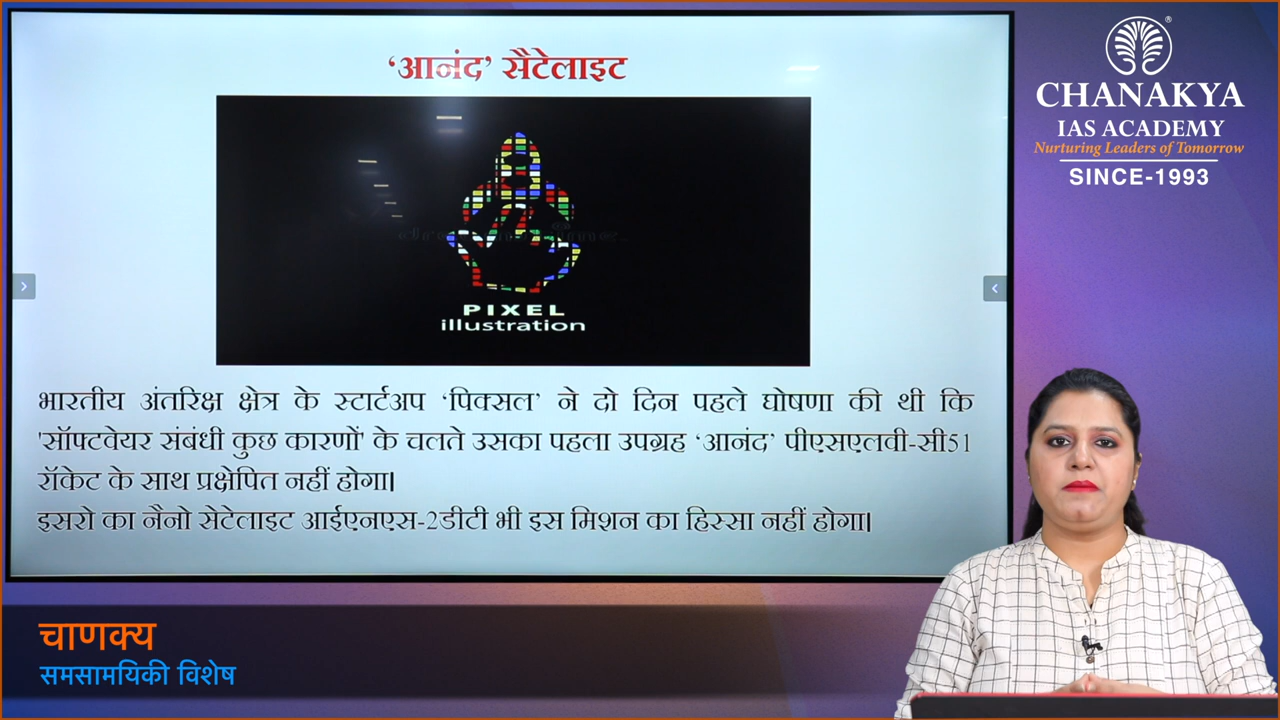 ‘आनंद’ सैटेलाइट
PIXEL
illustration
भारतीय अंतरिक्ष क्षेत्र के स्टार्टअप ‘पिक्सल’ ने दो दिन पहले घोषणा की थी कि
'सॉफ्टवेयर संबंधी कुछ कारणों' के चलते उसका पहला उपग्रह ‘आनंद’ पीएसएलवी-सी51
रॉकेट के साथ प्रक्षेपित नहीं होगा।
इसरो का नैनो सेटेलाइट आईएनएस-2डीटी भी इस मिशन का हिस्सा नहीं होगा।
CHANAKYA
IAS ACADEMY
Nurturing Leaders of Tomorrow
SINCE-1993
चाणक्य
समसामयिकी विशेष